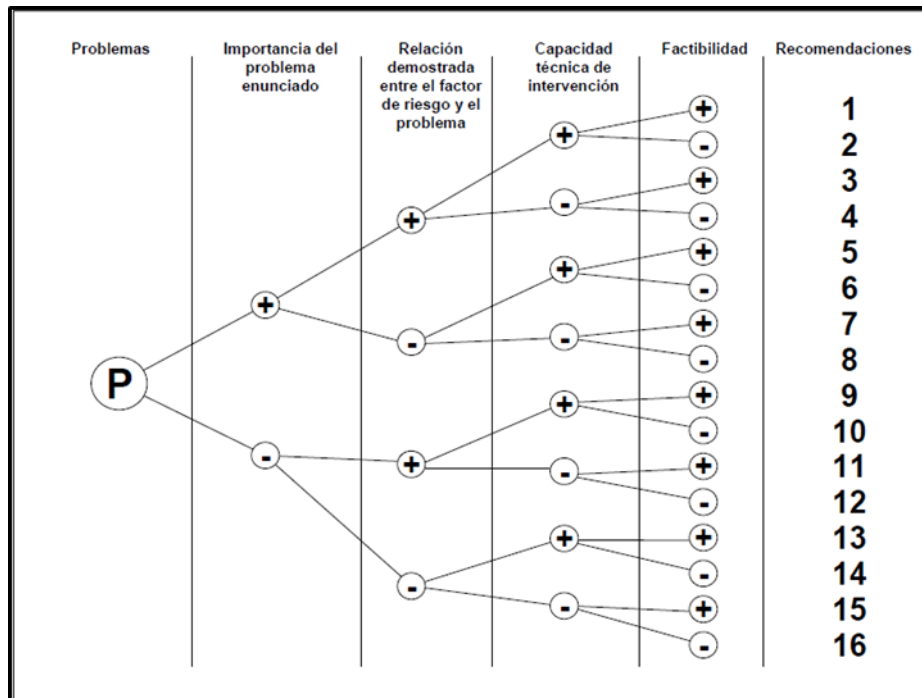 Problemas
Importancia del
problema
enunciado
Relación
demostrada
entre el factor
de riesgo y el
problema
Capacidad
técnica de
intervención
Factibilidad
Recomendaciones
P
+
-
+
-
+
-
+
-
+
-
+
-
+
-
+ 1
- 2
+ 3
- 4
+ 5
- 6
+ 7
- 8
+ 9
- 10
+ 11
- 12
+ 13
- 14
+ 15
- 16